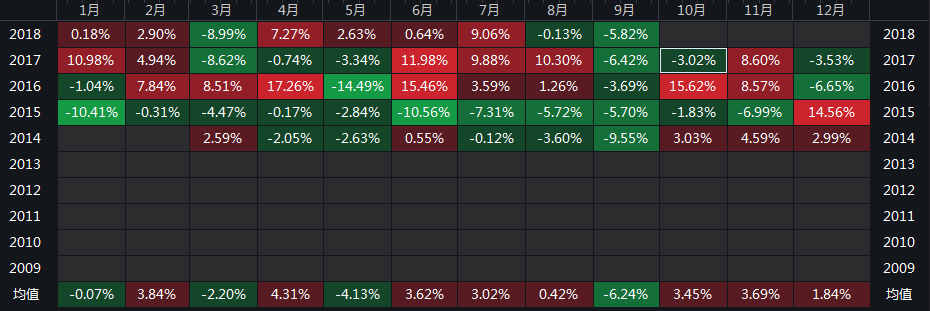 1月 2月 3月 4月 5月 6月 7月 8月 9月 10月 11月 12月
2018 0.18% 2.90% -8.99% 7.27% 2.63% 0.64% 9.06% -0.13% -5.82% 2018
2017 10.98% 4.94% -8.62% -0.74% -3.34% 11.98% 9.88% 10.30% -6.42% -3.02% 8.60% -3.53% 2017
2016 -1.04% 7.84% 8.51% 17.26% -14.49% 15.46% 3.59% 1.26% -3.69% 15.62% 8.57% -6.65% 2016
2015 -10.41% -0.31% -4.47% -0.17% -2.84% -10.56% -7.31% -5.72% -5.70% -1.83% -6.99% 14.56% 2015
2014 2.59% -2.05% -2.63% 0.55% -0.12% -3.60% -9.55% 3.03% 4.59% 2.99% 2014
2013 2013
2012 2012
2011 2011
2010 2010
2009 2009
均值 -0.07% 3.84% -2.20% 4.31% -4.13% 3.62% 3.02% 0.42% -6.24% 3.45% 3.69% 1.84% 均值